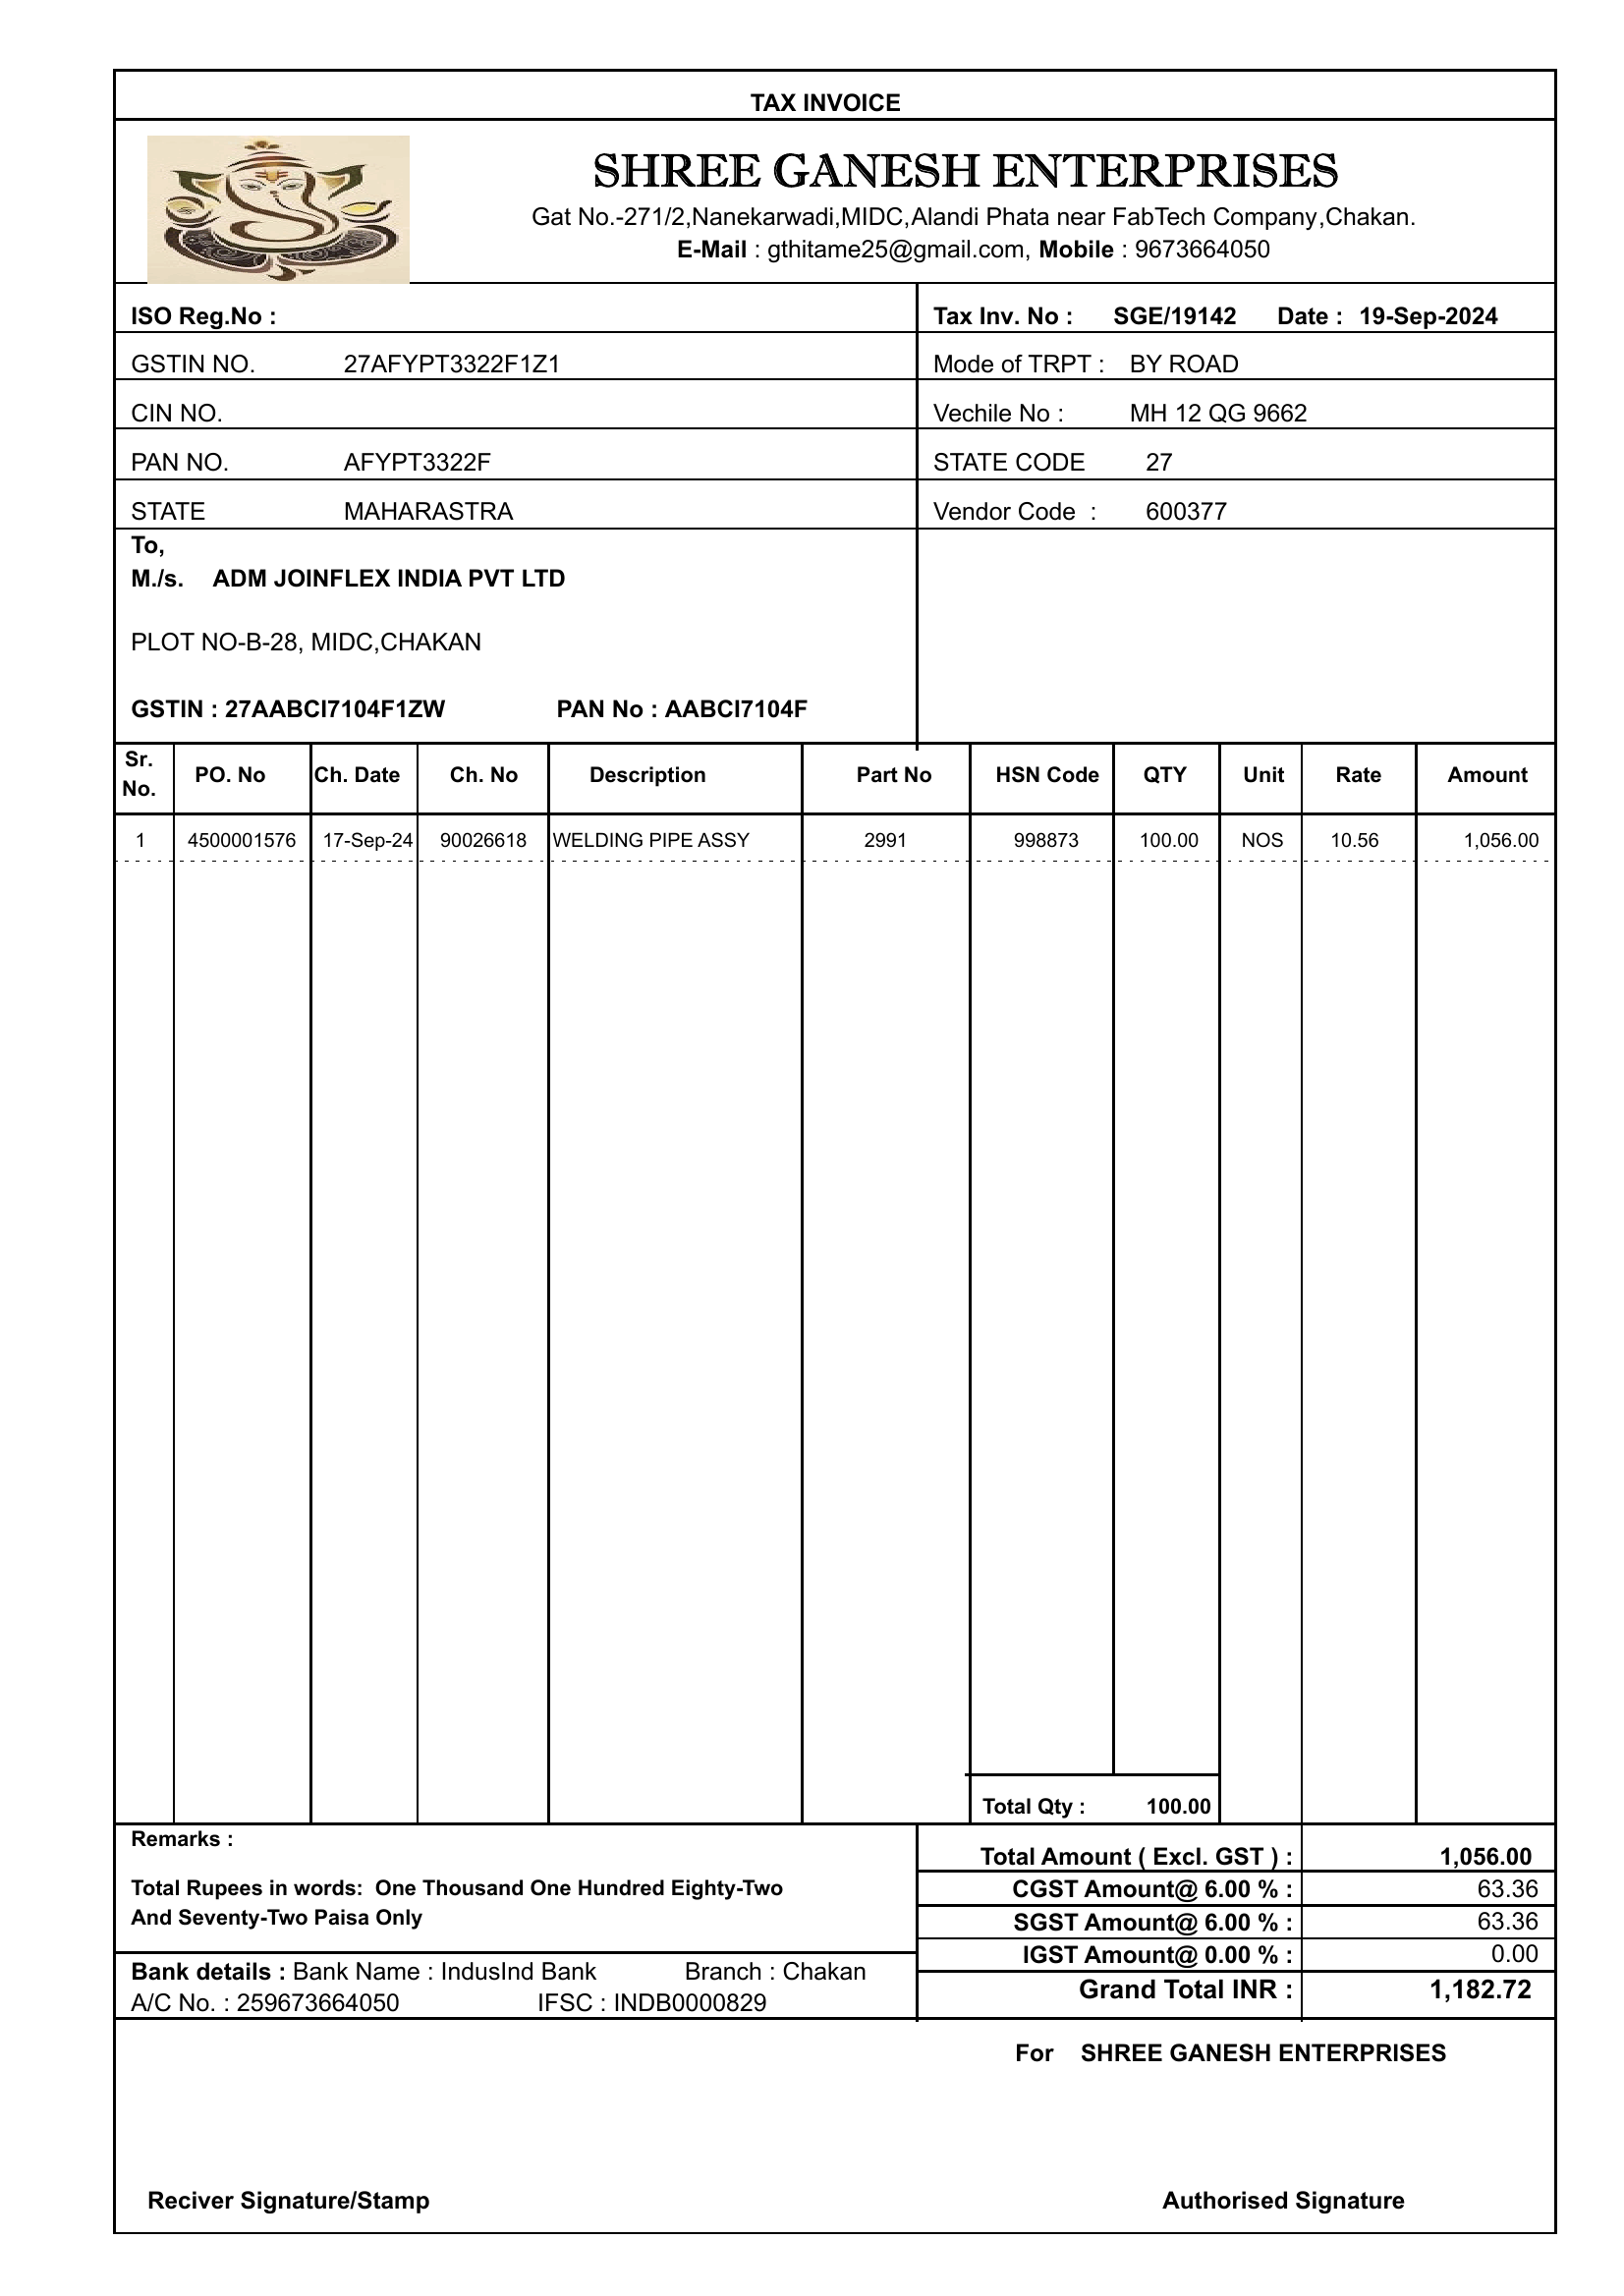 TAX INVOICE
SHREE GANESH ENTERPRISES
Gat No.-271/2,Nanekarwadi,MIDC,Alandi Phata near FabTech Company,Chakan.
E-Mail : gthitame25@gmail.com, Mobile : 9673664050
ISO Reg.No :
Tax Inv. No : SGE/19142 Date : 19-Sep-2024
GSTIN NO. 27AFYPT3322F1Z1
Mode of TRPT : BY ROAD
CIN NO.
Vechile No : MH 12 QG 9662
PAN NO. AFYPT3322F
STATE CODE 27
STATE MAHARASTRA
Vendor Code : 600377
To,
M./s. ADM JOINFLEX INDIA PVT LTD
PLOT NO-B-28, MIDC,CHAKAN
GSTIN : 27AABCI7104F1ZW PAN No : AABCI7104F
Sr. No. PO. No Ch. Date Ch. No Description Part No HSN Code QTY Unit Rate Amount
1 4500001576 17-Sep-24 90026618 WELDING PIPE ASSY 2991 998873 100.00 NOS 10.56 1,056.00
Total Qty : 100.00
Remarks :
Total Rupees in words: One Thousand One Hundred Eighty-Two
And Seventy-Two Paisa Only
Total Amount ( Excl. GST ) : 1,056.00
CGST Amount@ 6.00 % : 63.36
SGST Amount@ 6.00 % : 63.36
IGST Amount@ 0.00 % : 0.00
Grand Total INR : 1,182.72
Bank details : Bank Name : IndusInd Bank Branch : Chakan
A/C No. : 259673664050 IFSC : INDB0000829
For SHREE GANESH ENTERPRISES
Reciver Signature/Stamp
Authorised Signature